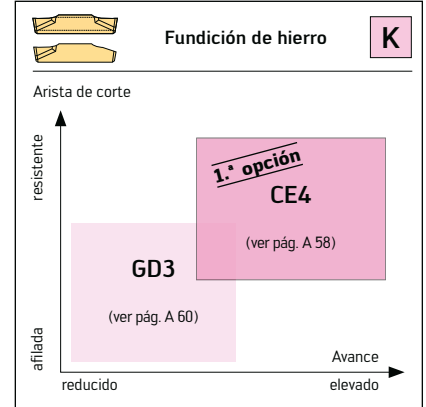 Fundición de hierro
K
Arista de corte
resistente
1.ª opción
CE4
(ver pág. A 58)
GD3
(ver pág. A 60)
afilada
Avance
reducido
elevado